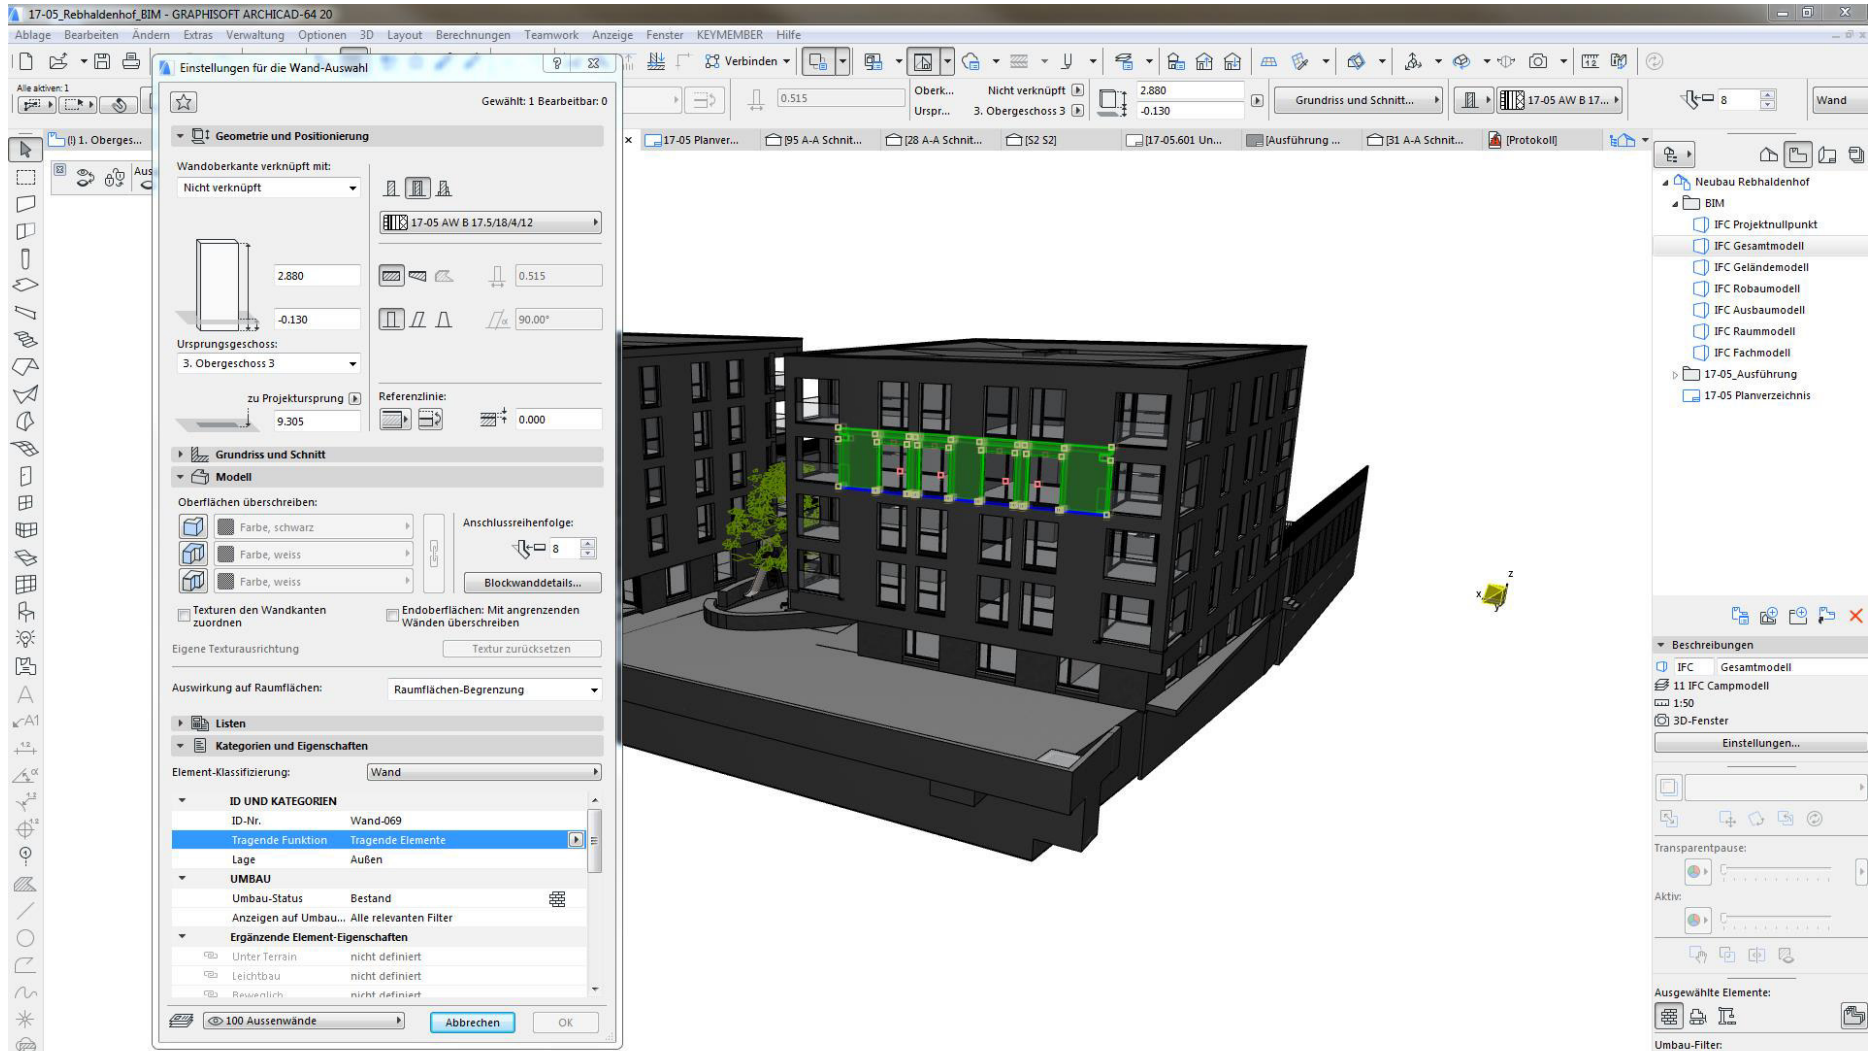 17-05_Rebhaldenhof_BIM - GRAPHISOFT ARCHICAD-64 20
Ablage Bearbeiten Ändern Extras Verwaltung Optionen 3D Layout Berechnungen Teamwork Anzeige Fenster KEYMEMBER Hilfe
Verbinden
Alle aktiven: 1
0.515
Oberk... Nicht verknüpft
Urspr... 3. Obergeschoss 3
2.880
-0.130
Grundriss und Schnitt...
17-05 AW B 17...
8
Wand
(!) 1. Oberges...
17-05 Planver...
[95 A-A Schnit...
[28 A-A Schnit...
[S2 S2]
[17-05.601 Un...
[Ausführung ...
[31 A-A Schnit...
[Protokoll]
Aus
Einstellungen für die Wand-Auswahl
Gewählt: 1 Bearbeitbar: 0
Geometrie und Positionierung
Wandoberkante verknüpft mit:
Nicht verknüpft
17-05 AW B 17.5/18/4/12
2.880
0.515
-0.130
90.00°
Ursprungsgeschoss:
3. Obergeschoss 3
zu Projektursprung
9.305
Referenzlinie:
0.000
Grundriss und Schnitt
Modell
Oberflächen überschreiben:
Farbe, schwarz
Farbe, weiss
Farbe, weiss
Anschlussreihenfolge:
8
Blockwanddetails...
Texturen den Wandkanten
zuordnen
Endoberflächen: Mit angrenzenden
Wänden überschreiben
Eigene Texturausrichtung
Textur zurücksetzen
Auswirkung auf Raumflächen:
Raumflächen-Begrenzung
Listen
Kategorien und Eigenschaften
Element-Klassifizierung:
Wand
ID UND KATEGORIEN
ID-Nr. Wand-069
Tragende Funktion Tragende Elemente
Lage Außen
UMBAU
Umbau-Status Bestand
Anzeigen auf Umbau... Alle relevanten Filter
Ergänzende Element-Eigenschaften
Unter Terrain nicht definiert
Leichtbau nicht definiert
Beweglich nicht definiert
100 Aussenwände
Abbrechen
OK
z
x
y
Neubau Rebhaldenhof
BIM
IFC Projektnullpunkt
IFC Gesamtmodell
IFC Geländemodell
IFC Robaumodell
IFC Ausbaumodell
IFC Raummodell
IFC Fachmodell
17-05_Ausführung
17-05 Planverzeichnis
Beschreibungen
IFC Gesamtmodell
11 IFC Campmodell
1:50
3D-Fenster
Einstellungen...
Transparentpause:
Aktiv:
Ausgewählte Elemente:
Umbau-Filter: